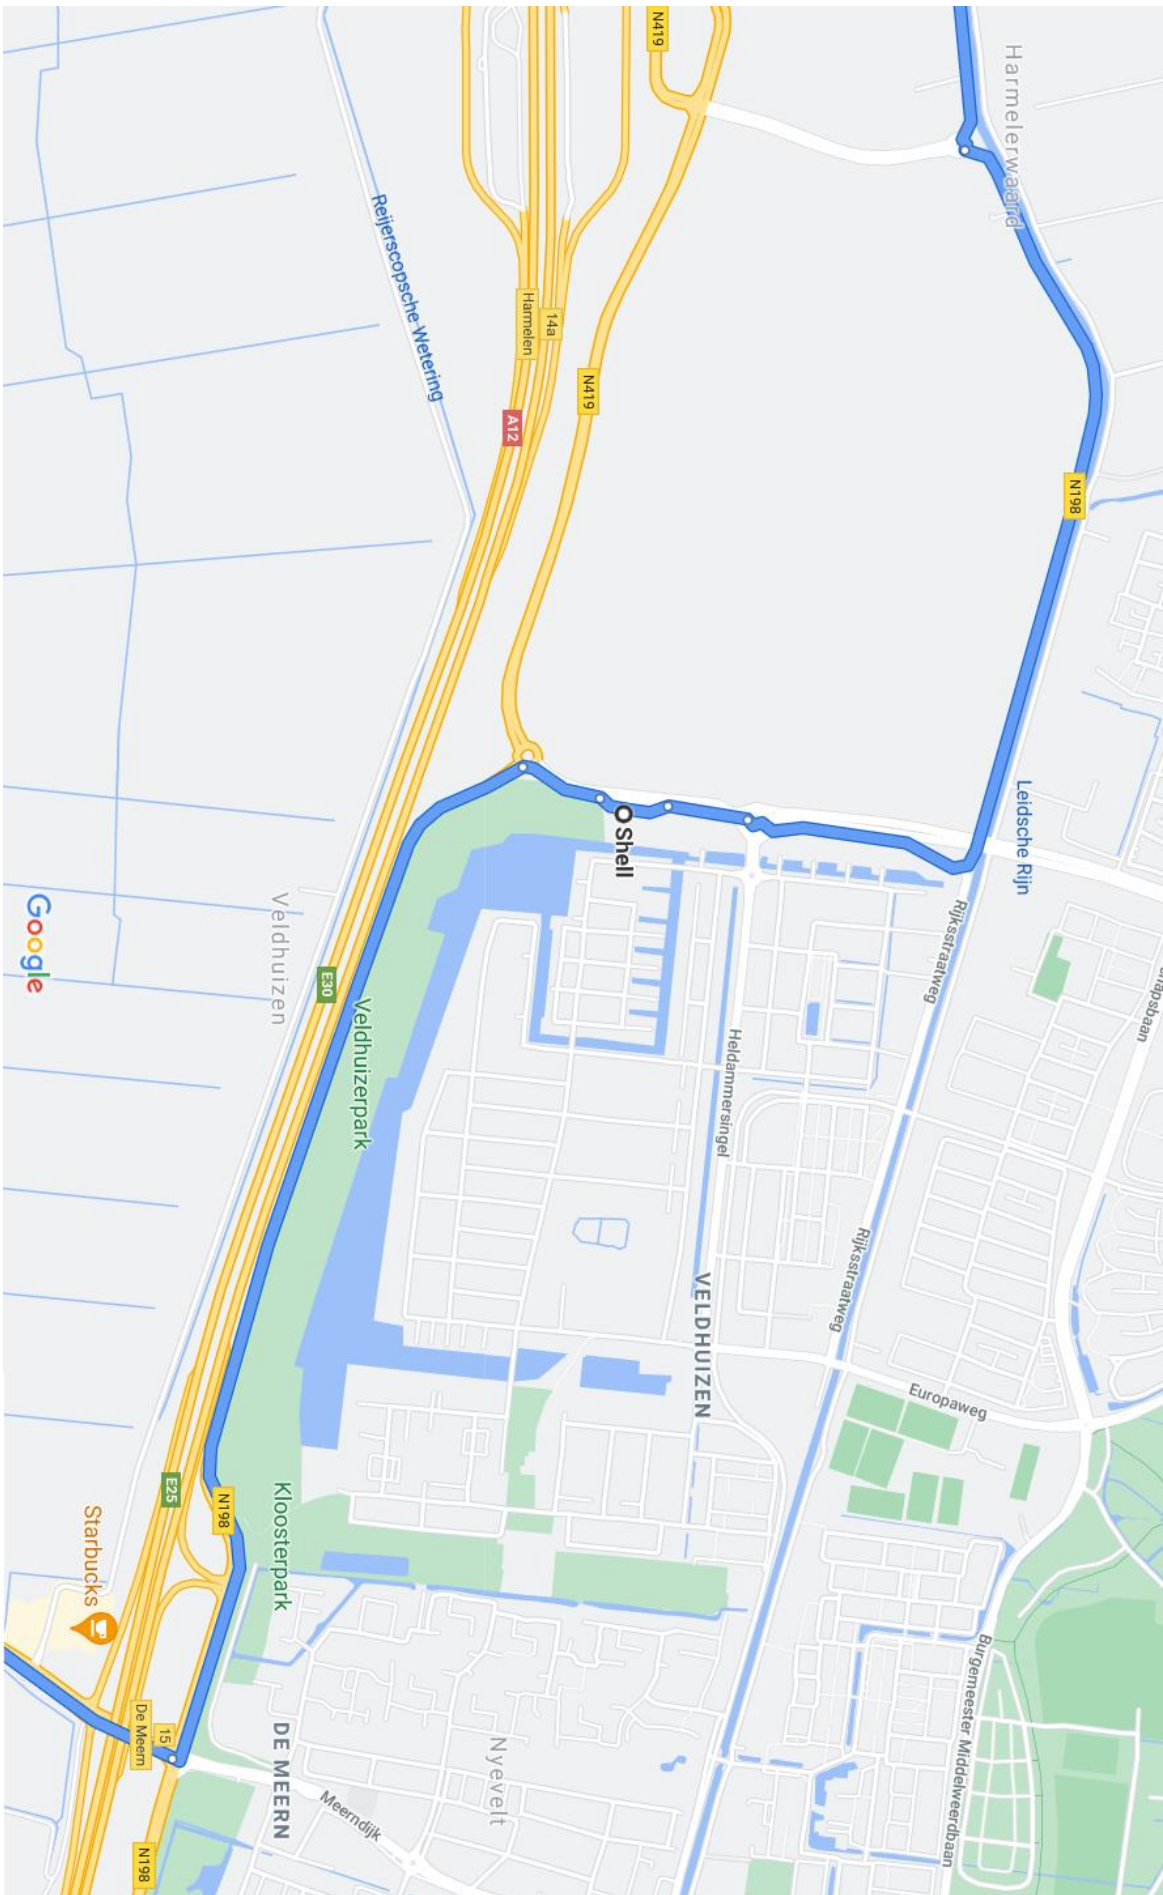 Harmelerwaard
N198
Leidsche Rijn
Rijksstraatweg
Rijksstraatweg
Europaweg
Burgemeester Middelweerdbaan
N419
N419
14a
Harmelen
A12
Reijerscopsche Wetering
Shell
Heldammersingel
VELDHUIZEN
Veldhuizerpark
E30
Veldhuizen
Google
Kloosterpark
N198
E25
Starbucks
15
De Meern
DE MEERN
Nyevelt
Meerndijk
N198